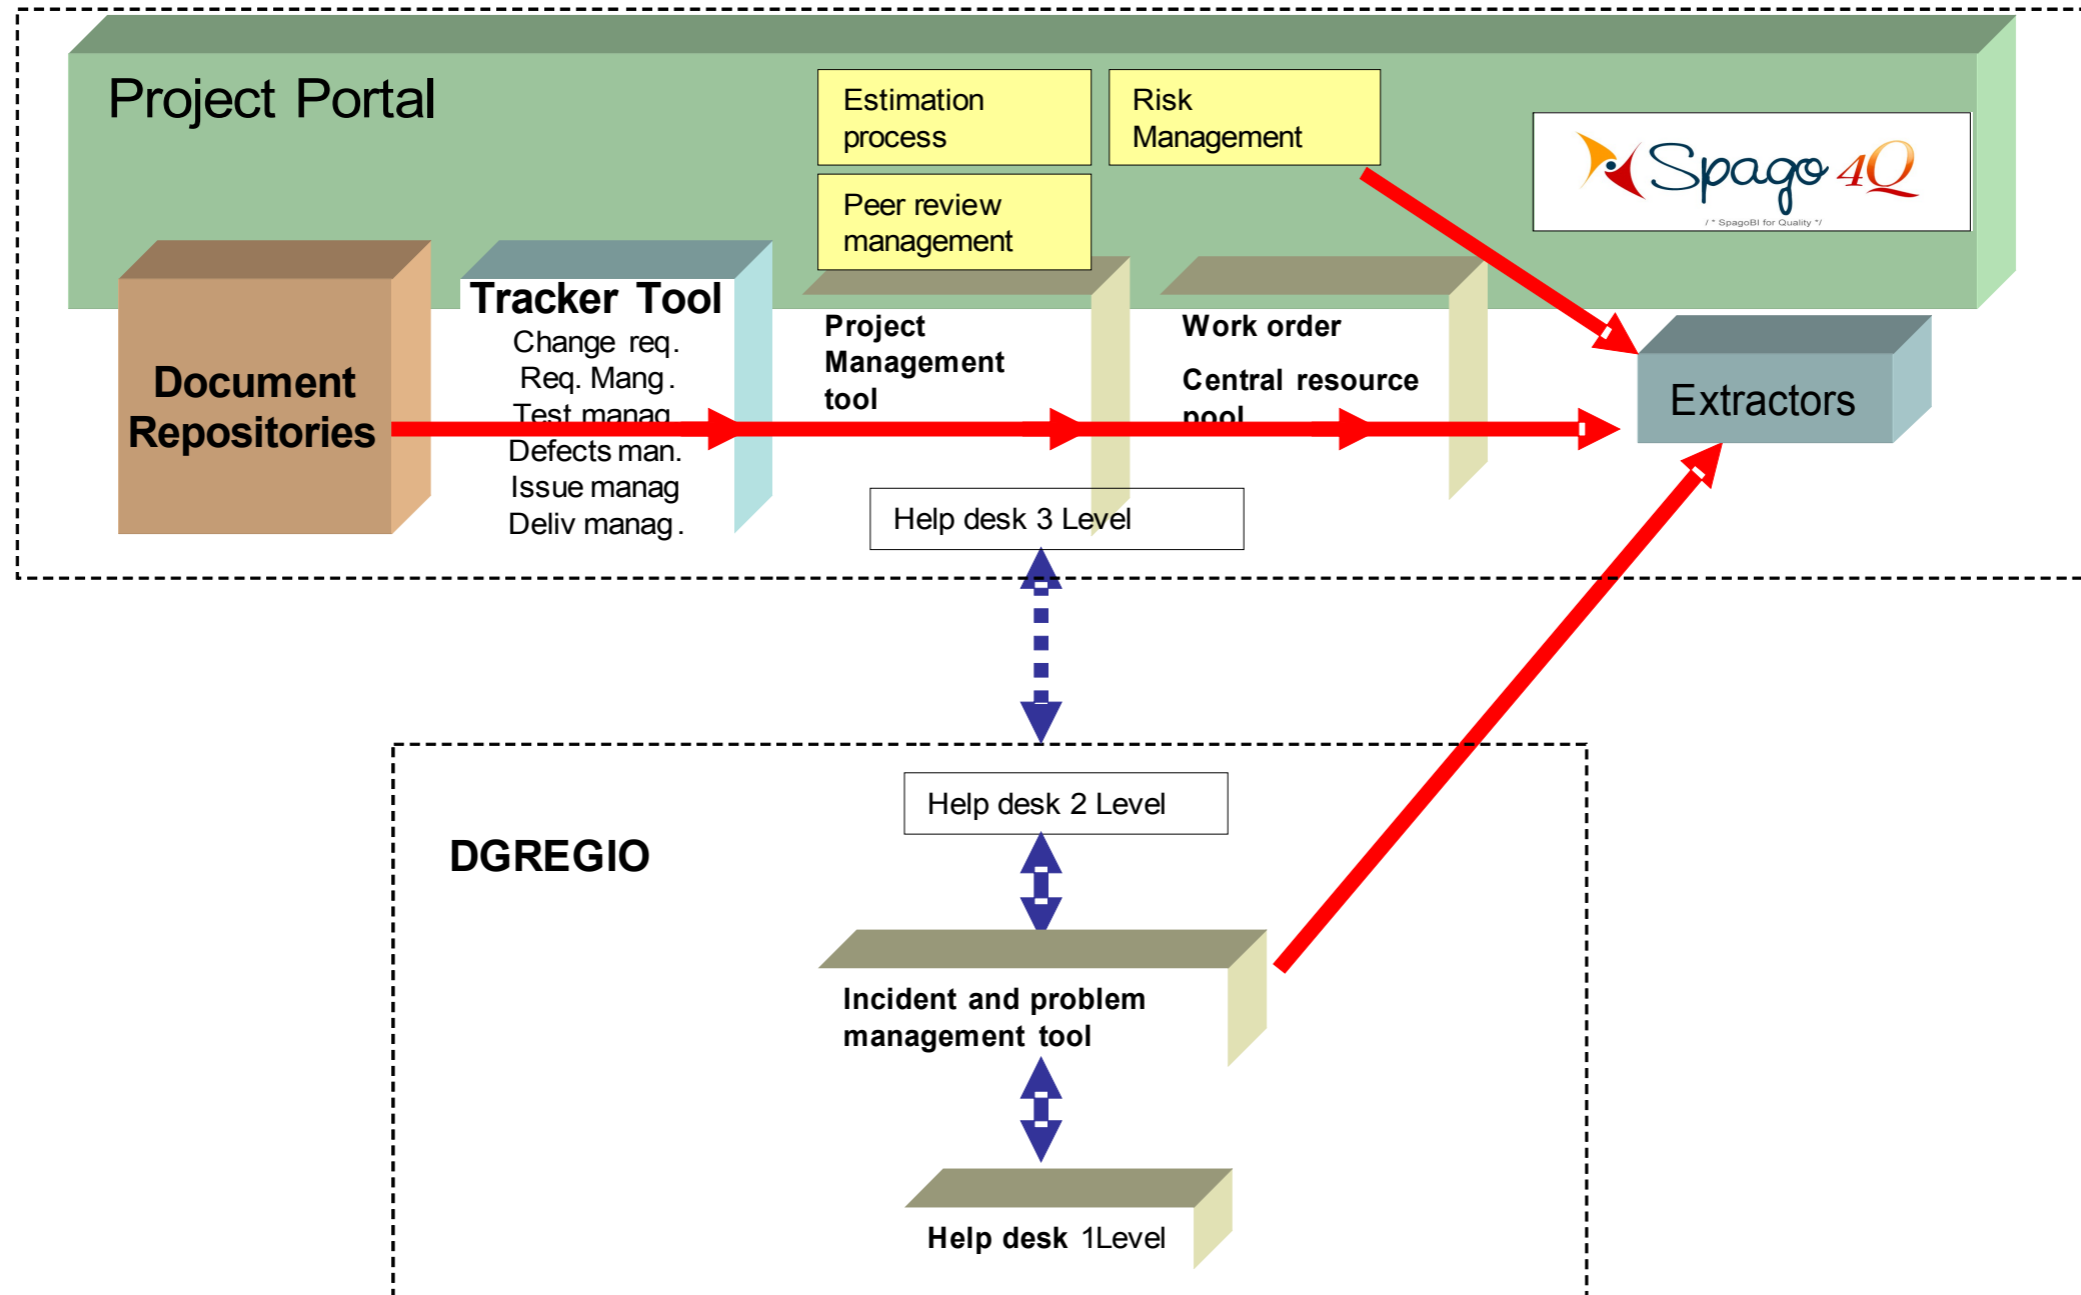 Project Portal
Estimation
process
Risk
Management
Peer review
management
Spago 4Q
/ * SpagoBI for Quality */
Document
Repositories
Tracker Tool
Change req.
Req. Mang.
Test manag
Defects man.
Issue manag
Deliv manag.
Project
Management
tool
Work order
Central resource
pool
Extractors
Help desk 3 Level
Help desk 2 Level
DGREGIO
Incident and problem
management tool
Help desk 1Level